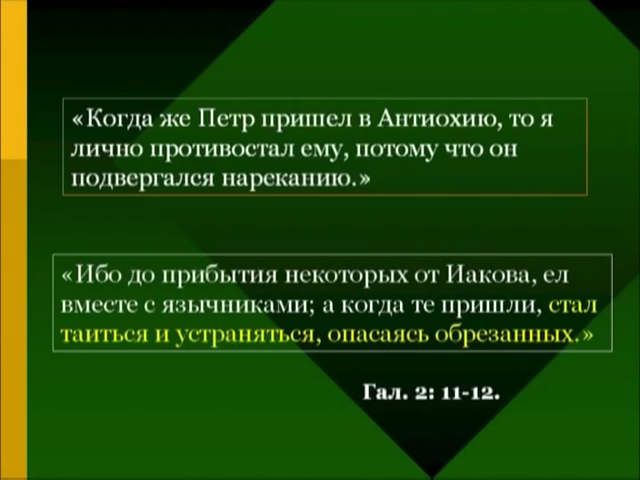 «Когда же Петр пришел в Антиохию, то я
лично противостал ему, потому что он
подвергался нареканию.»
«Ибо до прибытия некоторых от Иакова, ел
вместе с язычниками; а когда те пришли, стал
таиться и устраняться, опасаясь обрезанных.»
Гал. 2: 11-12.